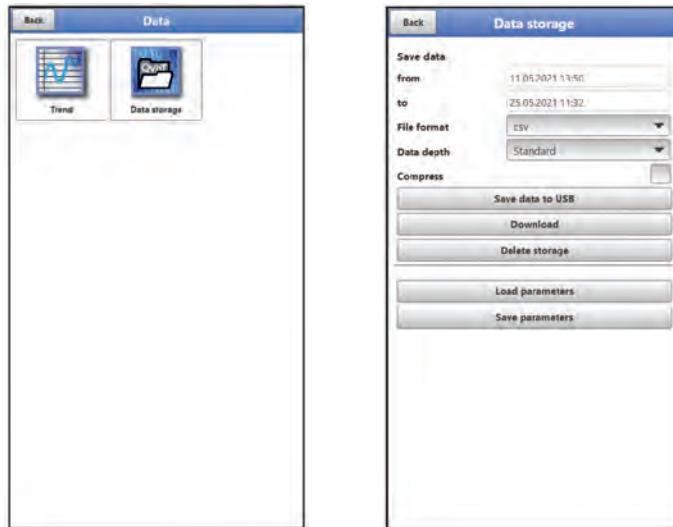 Back Data
Trend Data storage
Back Data storage
Save data
from 11.05.2021 13:50
to 25.05.2021 11:32
File format csv
Data depth Standard
Compress
Save data to USB
Download
Delete storage
Load parameters
Save parameters